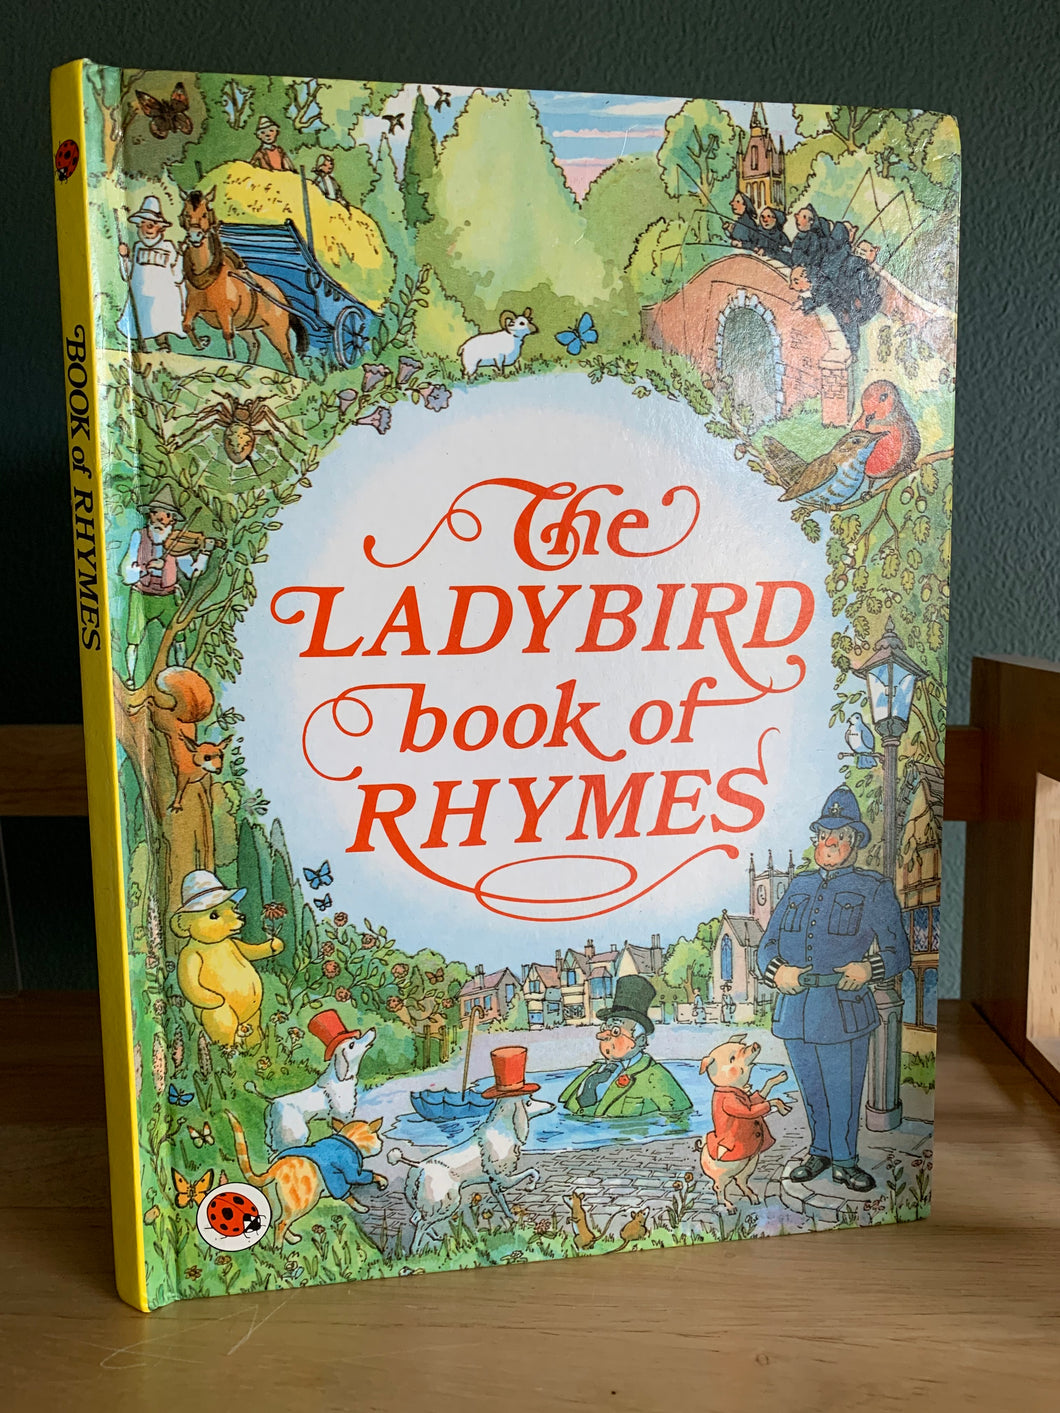 BOOK of RHYMES
The
LADYBIRD
book of
RHYMES